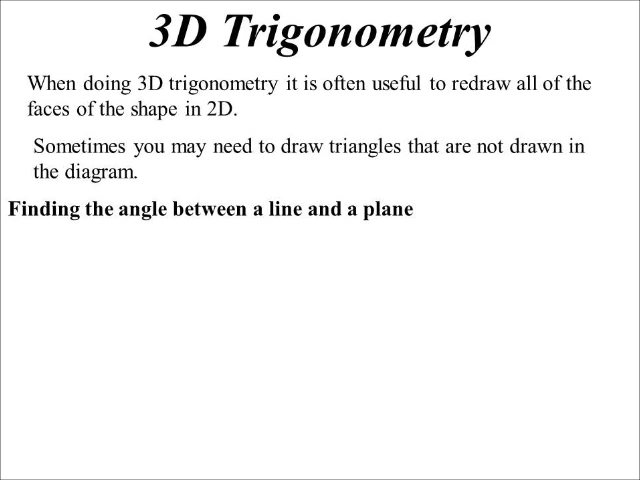 3D Trigonometry
When doing 3D trigonometry it is often useful to redraw all of the
faces of the shape in 2D.
Sometimes you may need to draw triangles that are not drawn in
the diagram.
Finding the angle between a line and a plane